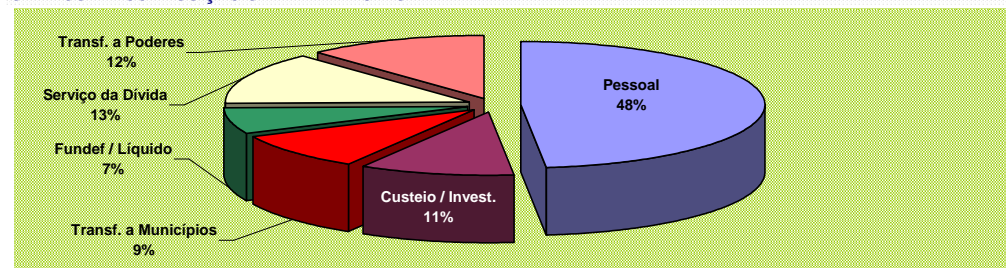 Transf. a Poderes
12%
Pessoal
48%
Serviço da Dívida
13%
Fundef / Líquido
7%
Custeio / Invest.
11%
Transf. a Municípios
9%